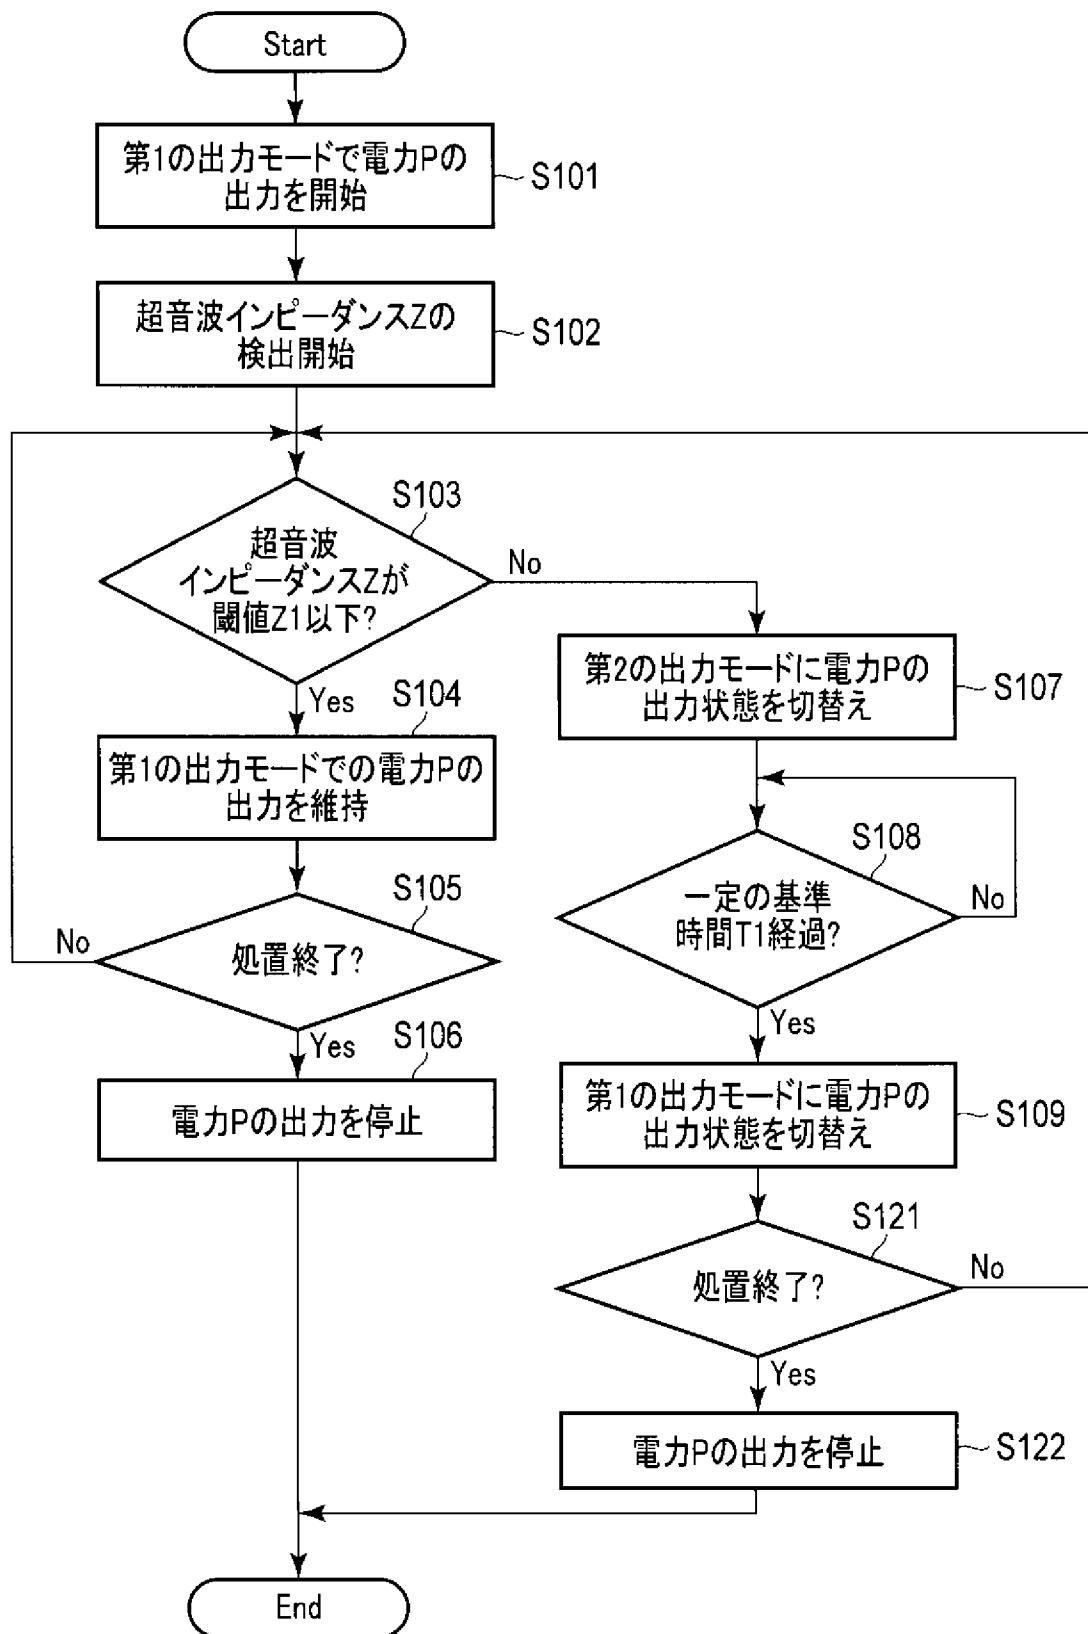 Start
第1の出力モードで電力Pの
出力を開始
S101
超音波インピーダンスZの
検出開始
S102
S103
超音波
インピーダンスZが
閾値Z1以下?
No
Yes
S104
第1の出力モードでの電力Pの
出力を維持
S105
処置終了?
No
Yes
S106
電力Pの出力を停止
第2の出力モードに電力Pの
出力状態を切替え
S107
S108
一定の基準
時間T1経過?
No
Yes
第1の出力モードに電力Pの
出力状態を切替え
S109
S121
処置終了?
No
Yes
電力Pの出力を停止
S122
End